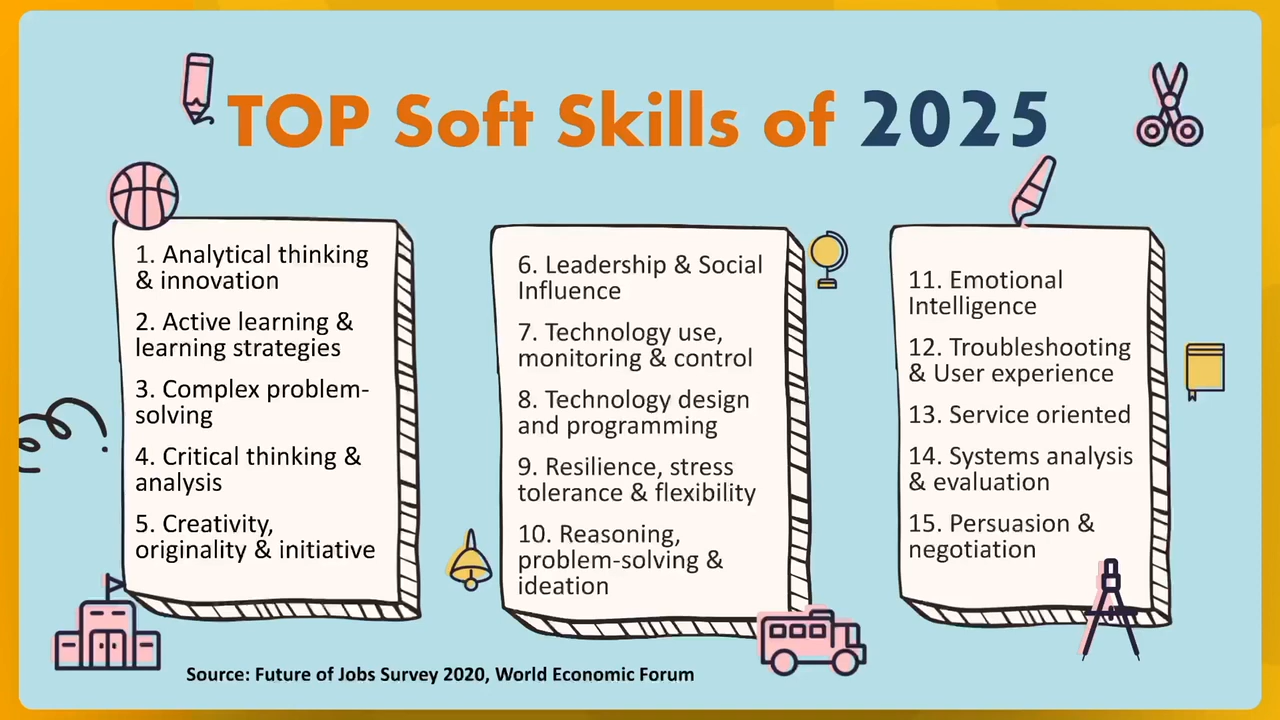 TOP Soft Skills of 2025
1. Analytical thinking
& innovation
2. Active learning &
learning strategies
3. Complex problem-
solving
4. Critical thinking &
analysis
5. Creativity,
originality & initiative
6. Leadership & Social
Influence
7. Technology use,
monitoring & control
8. Technology design
and programming
9. Resilience, stress
tolerance & flexibility
10. Reasoning,
problem-solving &
ideation
11. Emotional
Intelligence
12. Troubleshooting
& User experience
13. Service oriented
14. Systems analysis
& evaluation
15. Persuasion &
negotiation
Source: Future of Jobs Survey 2020, World Economic Forum